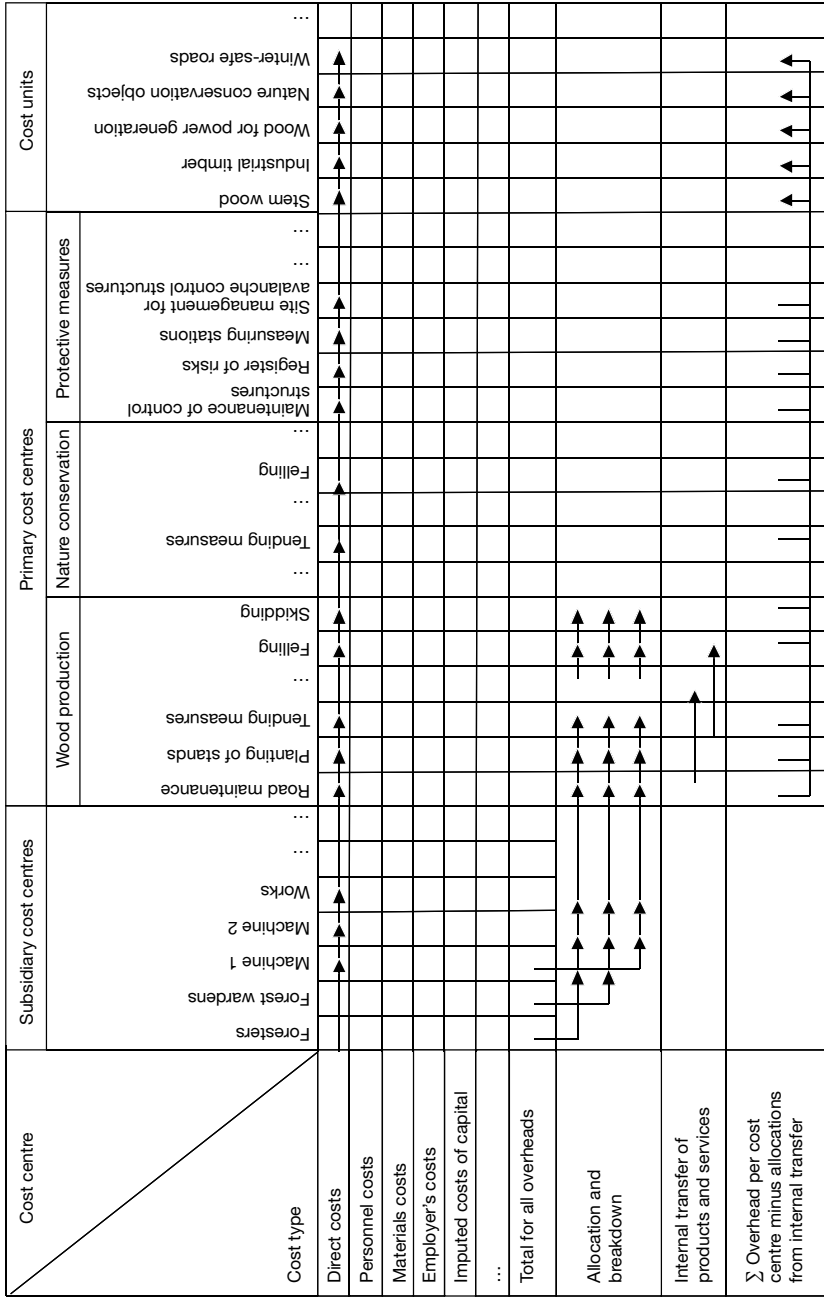 Cost centre
Cost type
Subsidiary cost centres
Primary cost centres
Cost units
Wood production
Nature conservation
Protective measures
Foresters
Forest wardens
Machine 1
Machine 2
Works
...
...
Road maintenance
Planting of stands
Tending measures
...
Felling
Skidding
...
Tending measures
...
Felling
...
Maintenance of control
structures
Register of risks
Measuring stations
Site management for
avalanche control structures
...
...
Stem wood
Industrial timber
Wood for power generation
Nature conservation objects
Winter-safe roads
...
Direct costs
Personnel costs
Materials costs
Employer's costs
Imputed costs of capital
...
Total for all overheads
Allocation and
breakdown
Internal transfer of
products and services
∑ Overhead per cost
centre minus allocations
from internal transfer